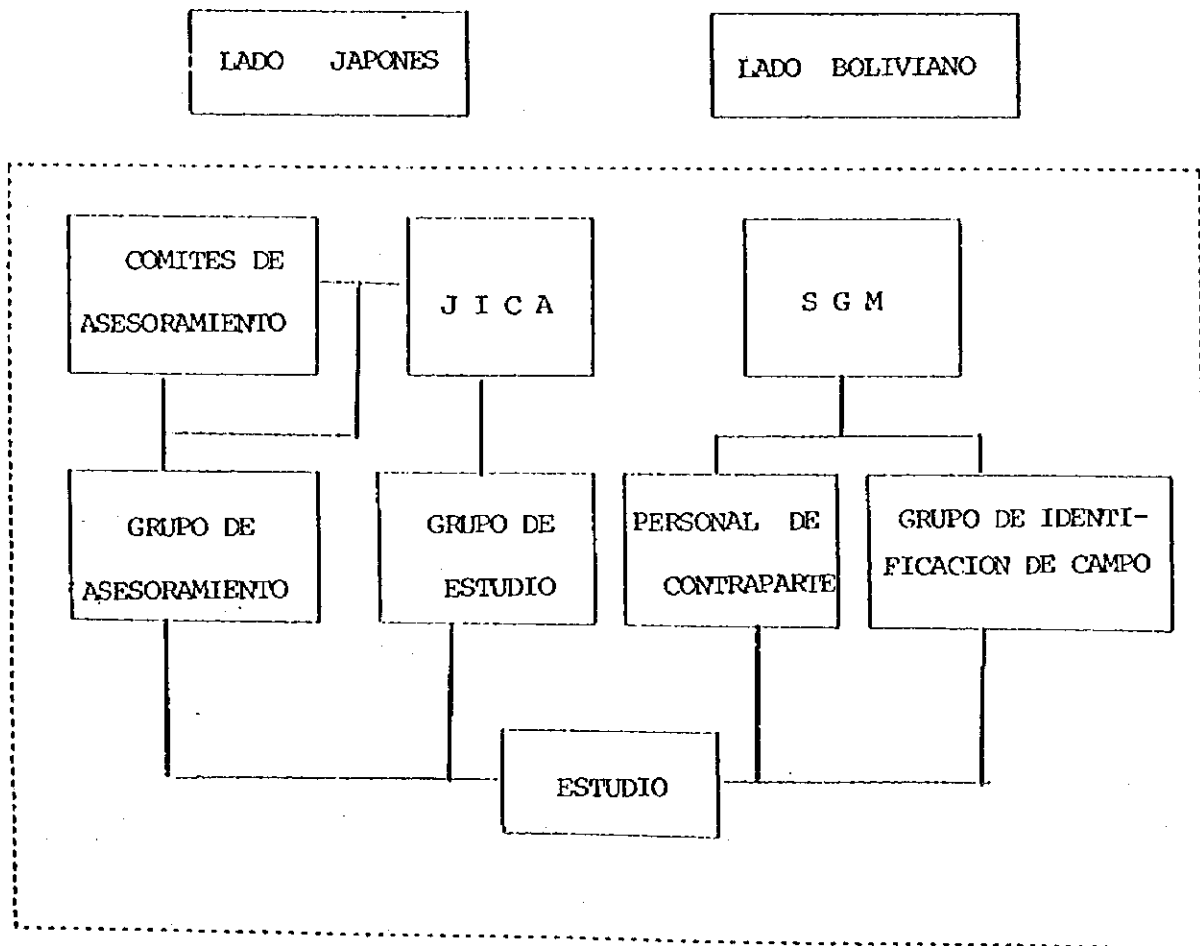 LADO JAPONES
LADO BOLIVIANO
COMITES DE
ASESORAMIENTO
J I C A
S G M
GRUPO DE
ASESORAMIENTO
GRUPO DE
ESTUDIO
PERSONAL DE
CONTRAPARTE
GRUPO DE IDENTI-
FICACION DE CAMPO
ESTUDIO